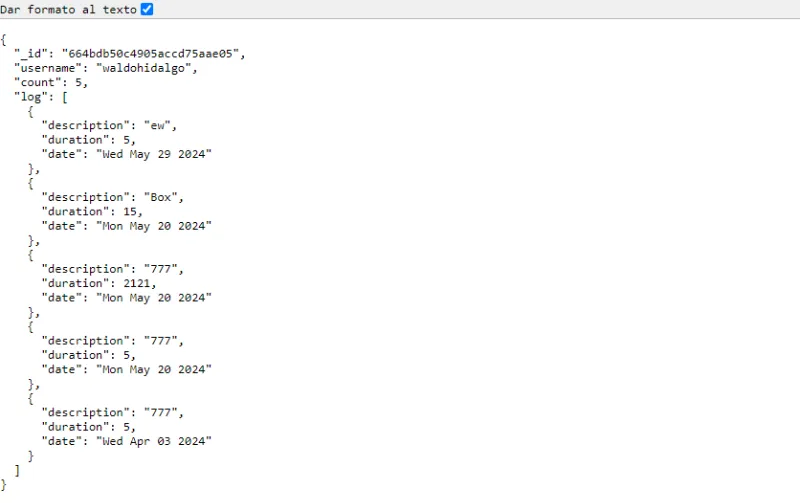 Dar formato al texto
{
  "_id": "664bdb50c4905accd75aae05",
  "username": "waldohidalgo",
  "count": 5,
  "log": [
    {
      "description": "ew",
      "duration": 5,
      "date": "Wed May 29 2024"
    },
    {
      "description": "Box",
      "duration": 15,
      "date": "Mon May 20 2024"
    },
    {
      "description": "777",
      "duration": 2121,
      "date": "Mon May 20 2024"
    },
    {
      "description": "777",
      "duration": 5,
      "date": "Mon May 20 2024"
    },
    {
      "description": "777",
      "duration": 5,
      "date": "Wed Apr 03 2024"
    }
  ]
}